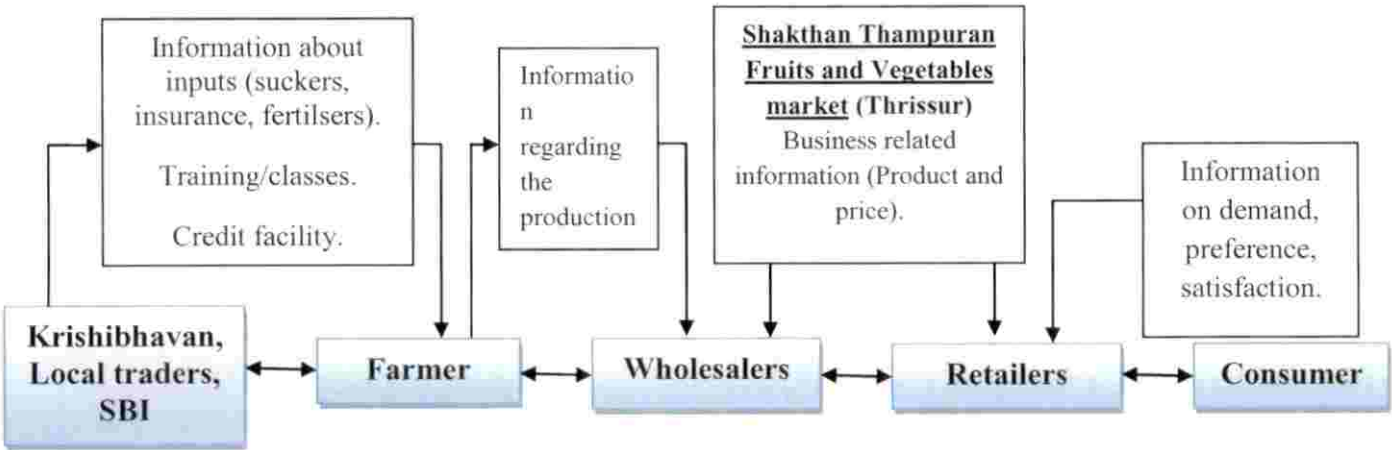 Information about
inputs (suckers,
insurance, fertilsers).
Training/classes.
Credit facility.
Informatio
n
regarding
the
production
Shakthan Thampuran
Fruits and Vegetables
market (Thrissur)
Business related
information (Product and
price).
Information
on demand,
preference,
satisfaction.
Krishibhavan,
Local traders,
SBI
Farmer
Wholesalers
Retailers
Consumer